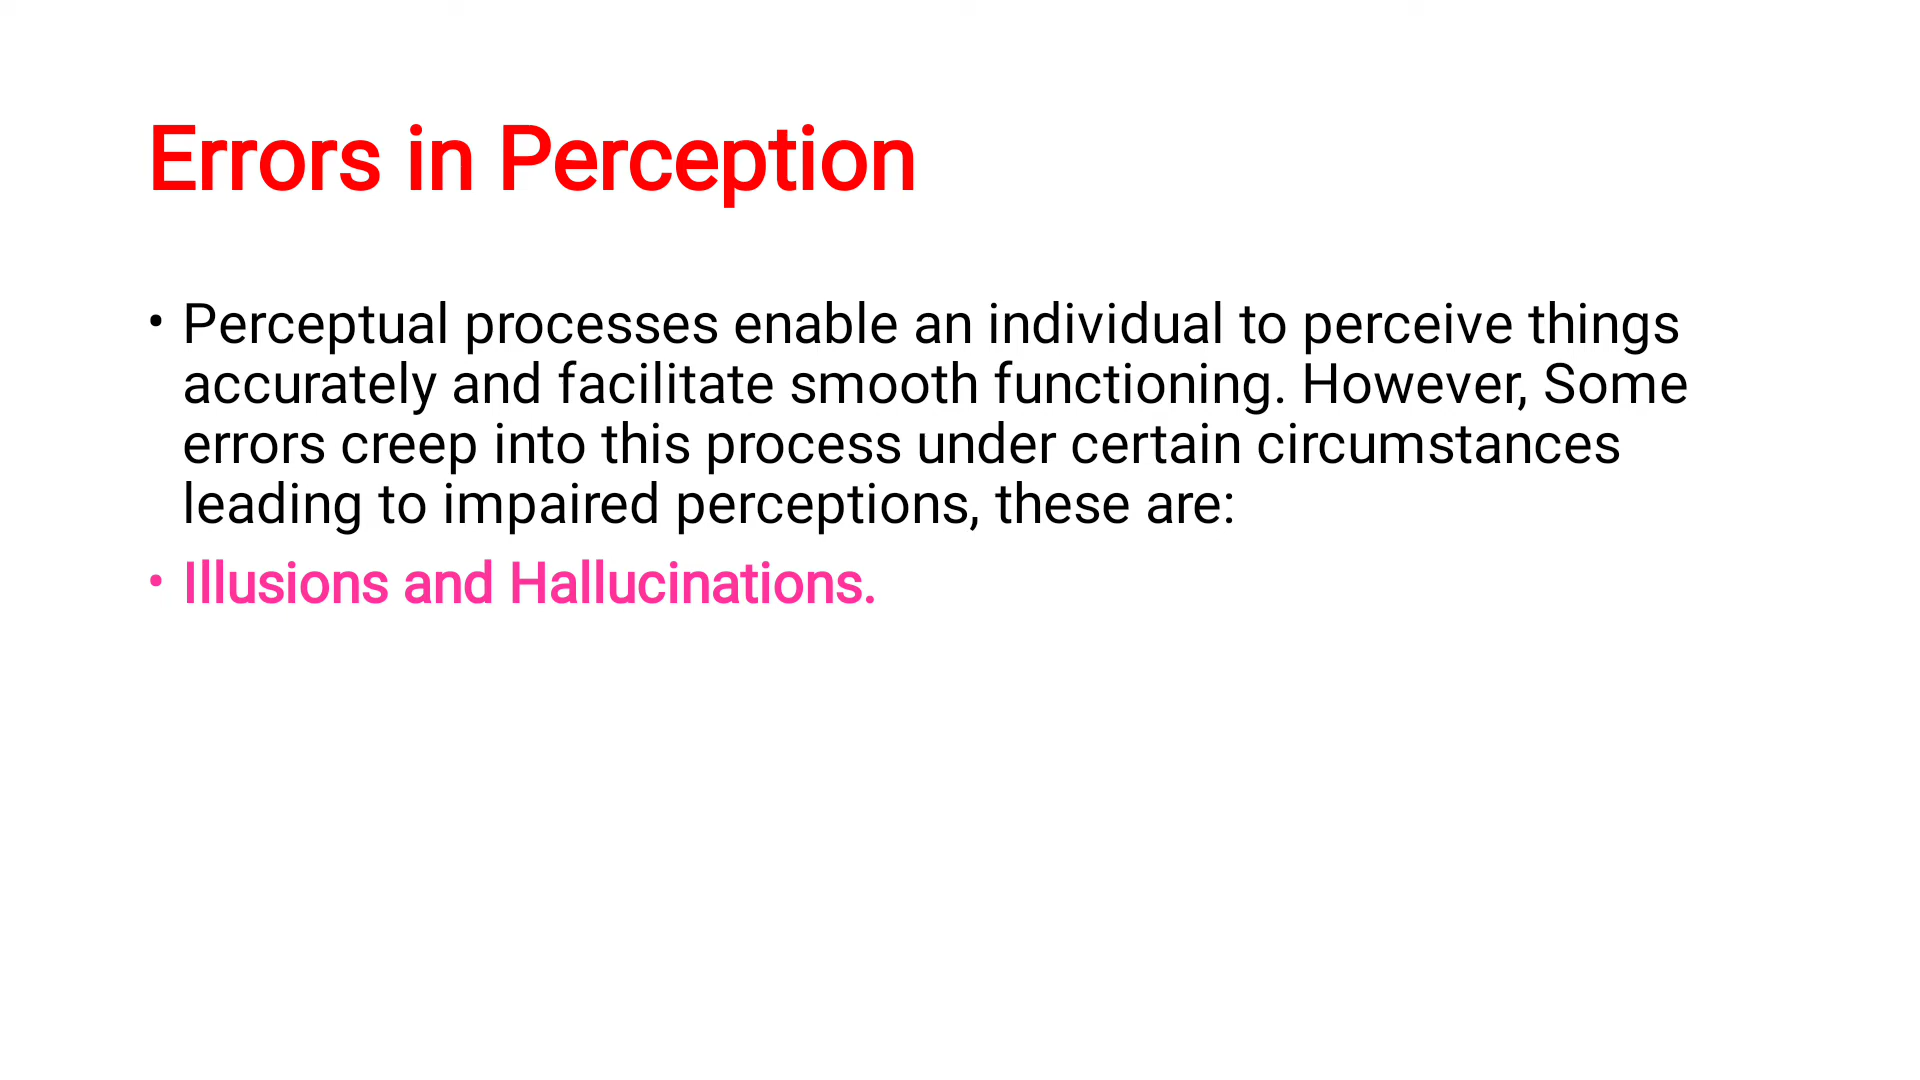 Errors in Perception
• Perceptual processes enable an individual to perceive things
accurately and facilitate smooth functioning. However, Some
errors creep into this process under certain circumstances
leading to impaired perceptions, these are:
• Illusions and Hallucinations.